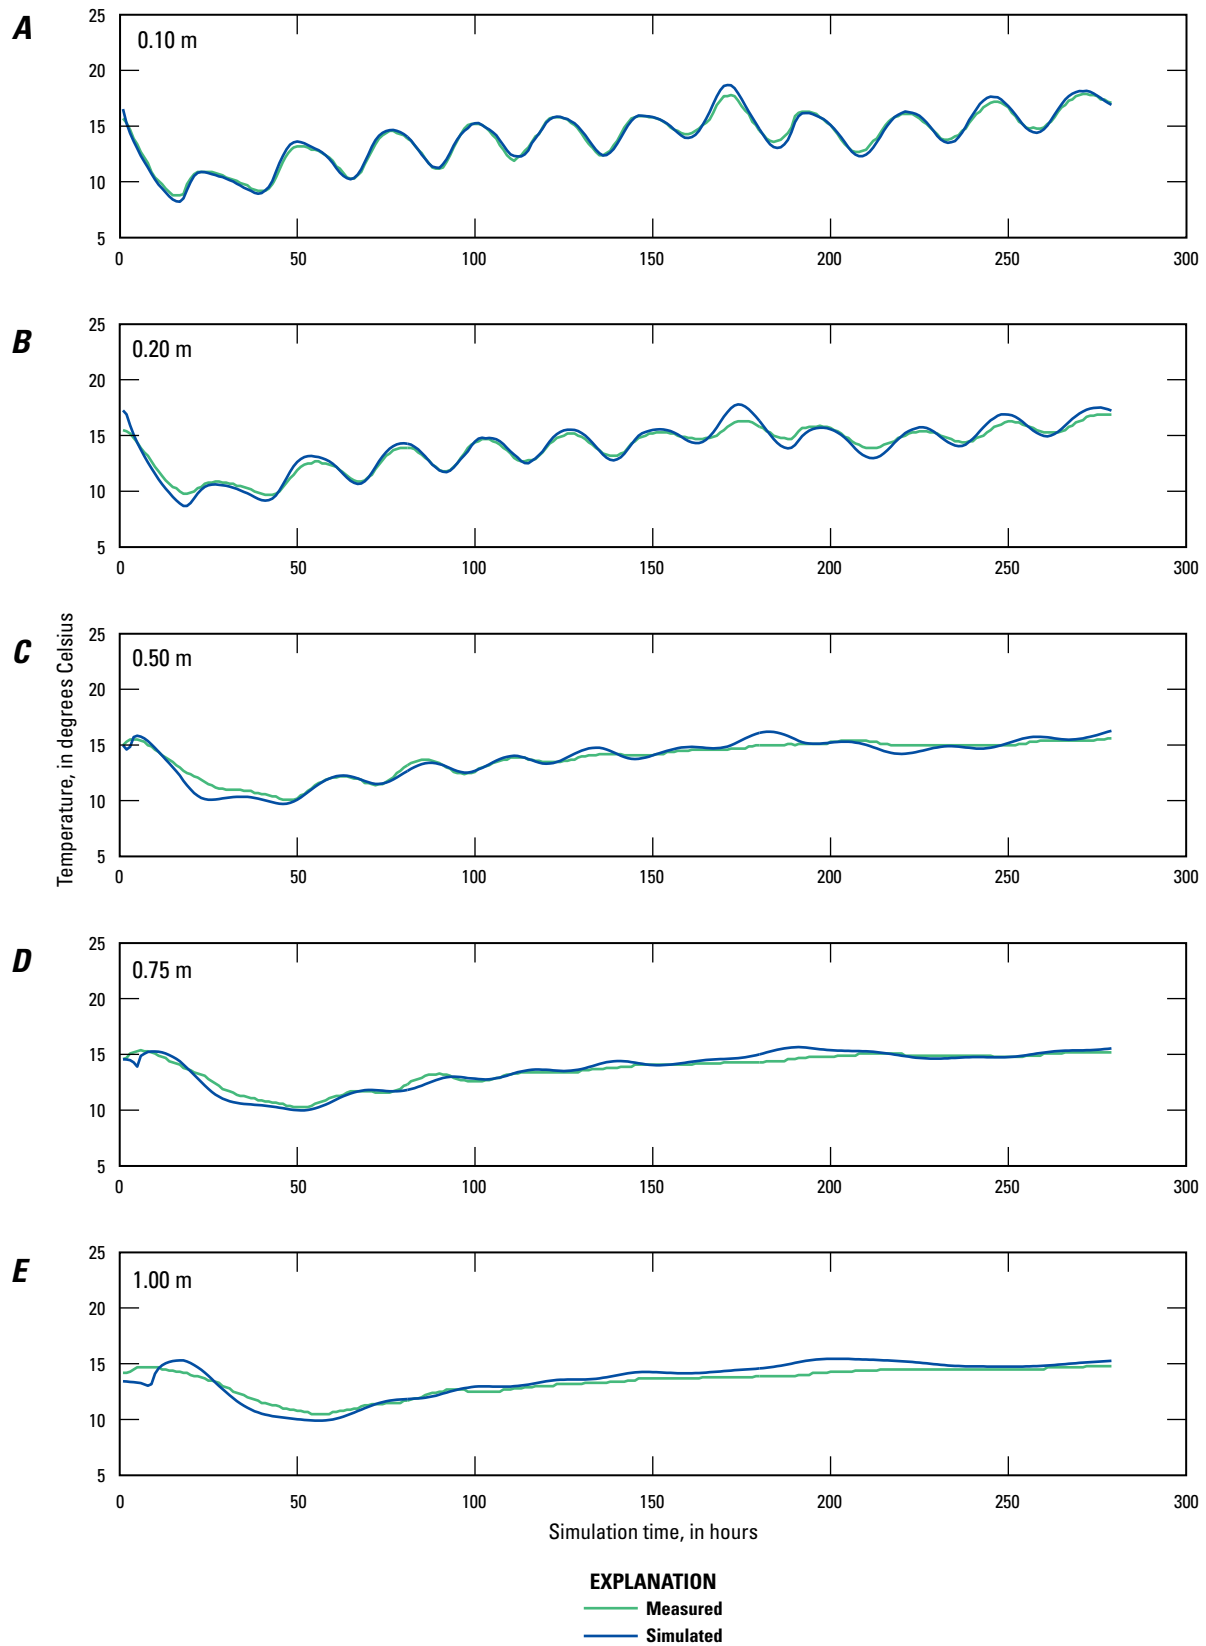 A
0.10 m
25
20
15
10
5
0 50 100 150 200 250 300
B
0.20 m
25
20
15
10
5
0 50 100 150 200 250 300
Temperature, in degrees Celsius
C
0.50 m
25
20
15
10
5
0 50 100 150 200 250 300
D
0.75 m
25
20
15
10
5
0 50 100 150 200 250 300
E
1.00 m
25
20
15
10
5
0 50 100 150 200 250 300
Simulation time, in hours
EXPLANATION
Measured
Simulated